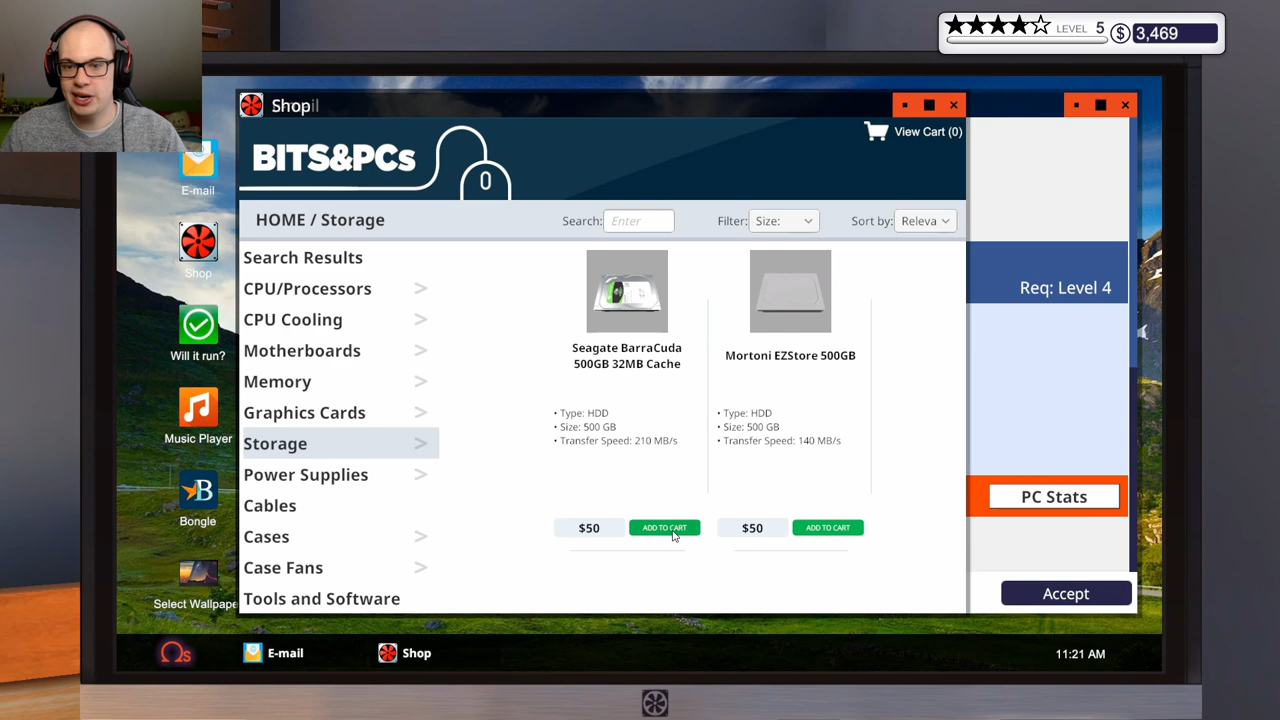 LEVEL 5 $ 3,469
Shop
View Cart (0)
BITS&PCs
HOME / Storage
Search: Enter
Filter: Size:
Sort by: Releva
Search Results
CPU/Processors >
CPU Cooling >
Motherboards >
Memory >
Graphics Cards >
Storage >
Power Supplies >
Cables
Cases >
Case Fans >
Tools and Software
Seagate BarraCuda
500GB 32MB Cache
• Type: HDD
• Size: 500 GB
• Transfer Speed: 210 MB/s
$50 ADD TO CART
Mortoni EZStore 500GB
• Type: HDD
• Size: 500 GB
• Transfer Speed: 140 MB/s
$50 ADD TO CART
Req: Level 4
PC Stats
Accept
E-mail
Shop
Will it run?
Music Player
Bongle
Select Wallpape
Ωs
E-mail
Shop
11:21 AM